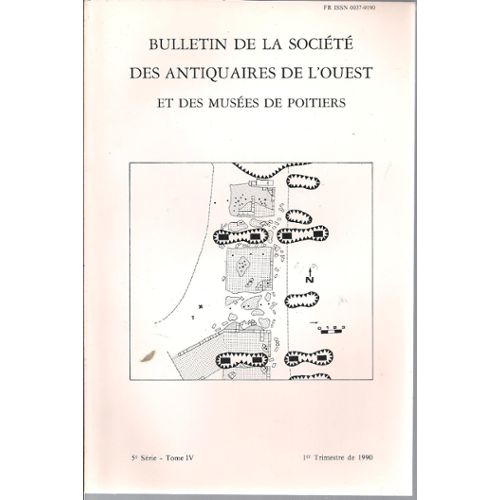 FR ISSN 0037-9190
BULLETIN DE LA SOCIÉTÉ
DES ANTIQUAIRES DE L'OUEST
ET DES MUSÉES DE POITIERS
N
5e Série - Tome IV
1er Trimestre de 1990